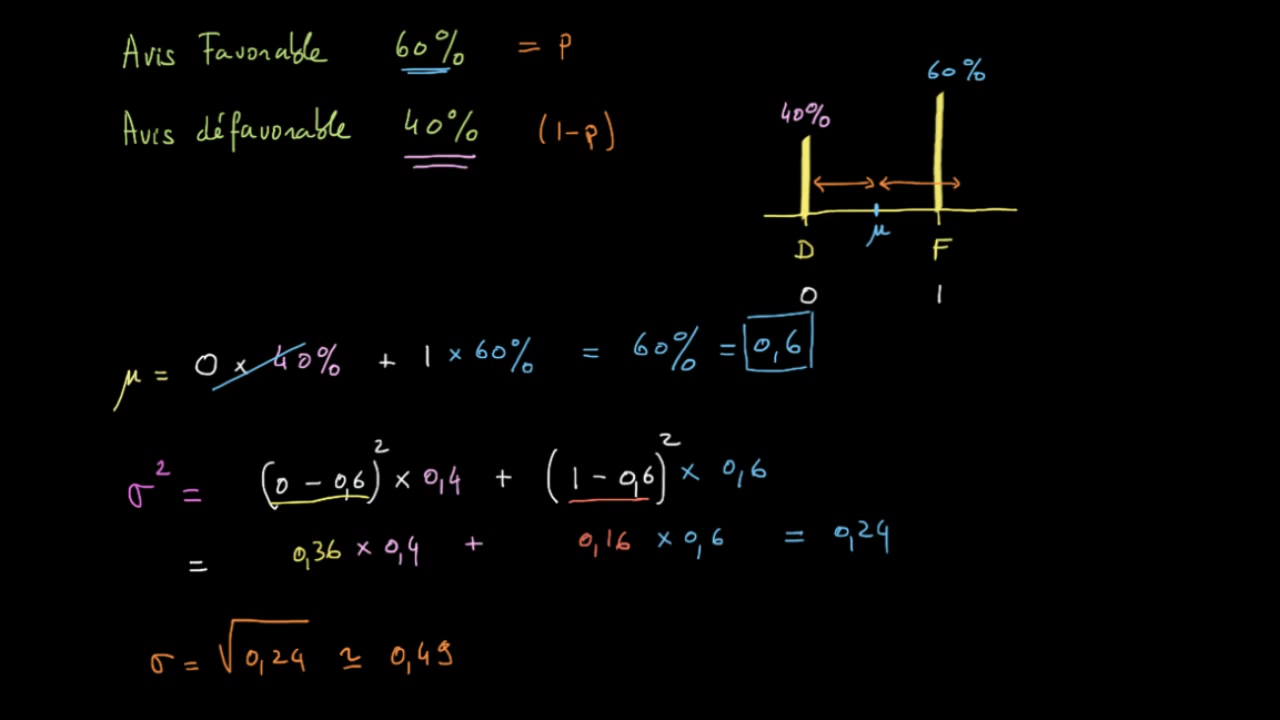 Avis Favorable 60% = p
Avis défavorable 40% (1-p)
60%
40%
μ
D F
0 1
μ = 0 × 40% + 1 × 60% = 60% = 0,6
σ² = (0 - 0,6)² × 0,4 + (1 - 0,6)² × 0,6
= 0,36 × 0,4 + 0,16 × 0,6 = 0,24
σ = √0,24 ≃ 0,49